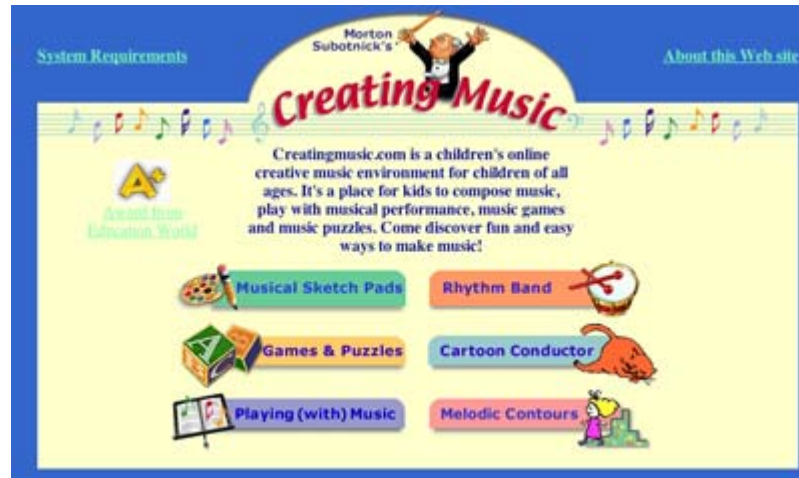 System Requirements
Morton
Subotnick's
About this Web site
Creating Music
Creatingmusic.com is a children's online
creative music environment for children of all
ages. It's a place for kids to compose music,
play with musical performance, music games
and music puzzles. Come discover fun and easy
ways to make music!
A+
Award from
Education World
Musical Sketch Pads
Rhythm Band
Games & Puzzles
Cartoon Conductor
Playing (with) Music
Melodic Contours